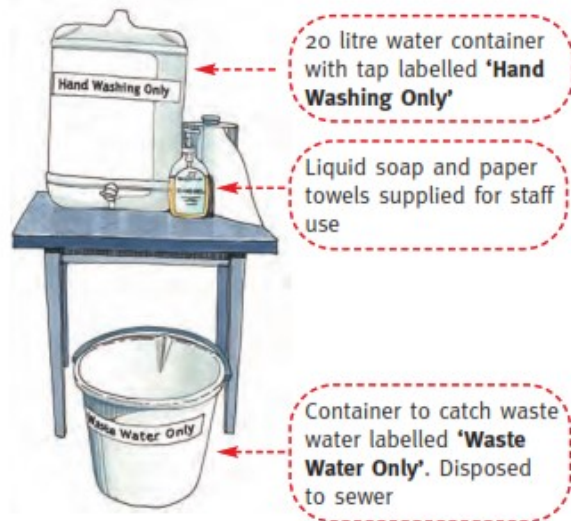 20 litre water container
with tap labelled ‘Hand
Washing Only’
Hand Washing Only
Liquid soap and paper
towels supplied for staff
use
Container to catch waste
water labelled ‘Waste
Water Only’. Disposed
to sewer
Waste Water Only